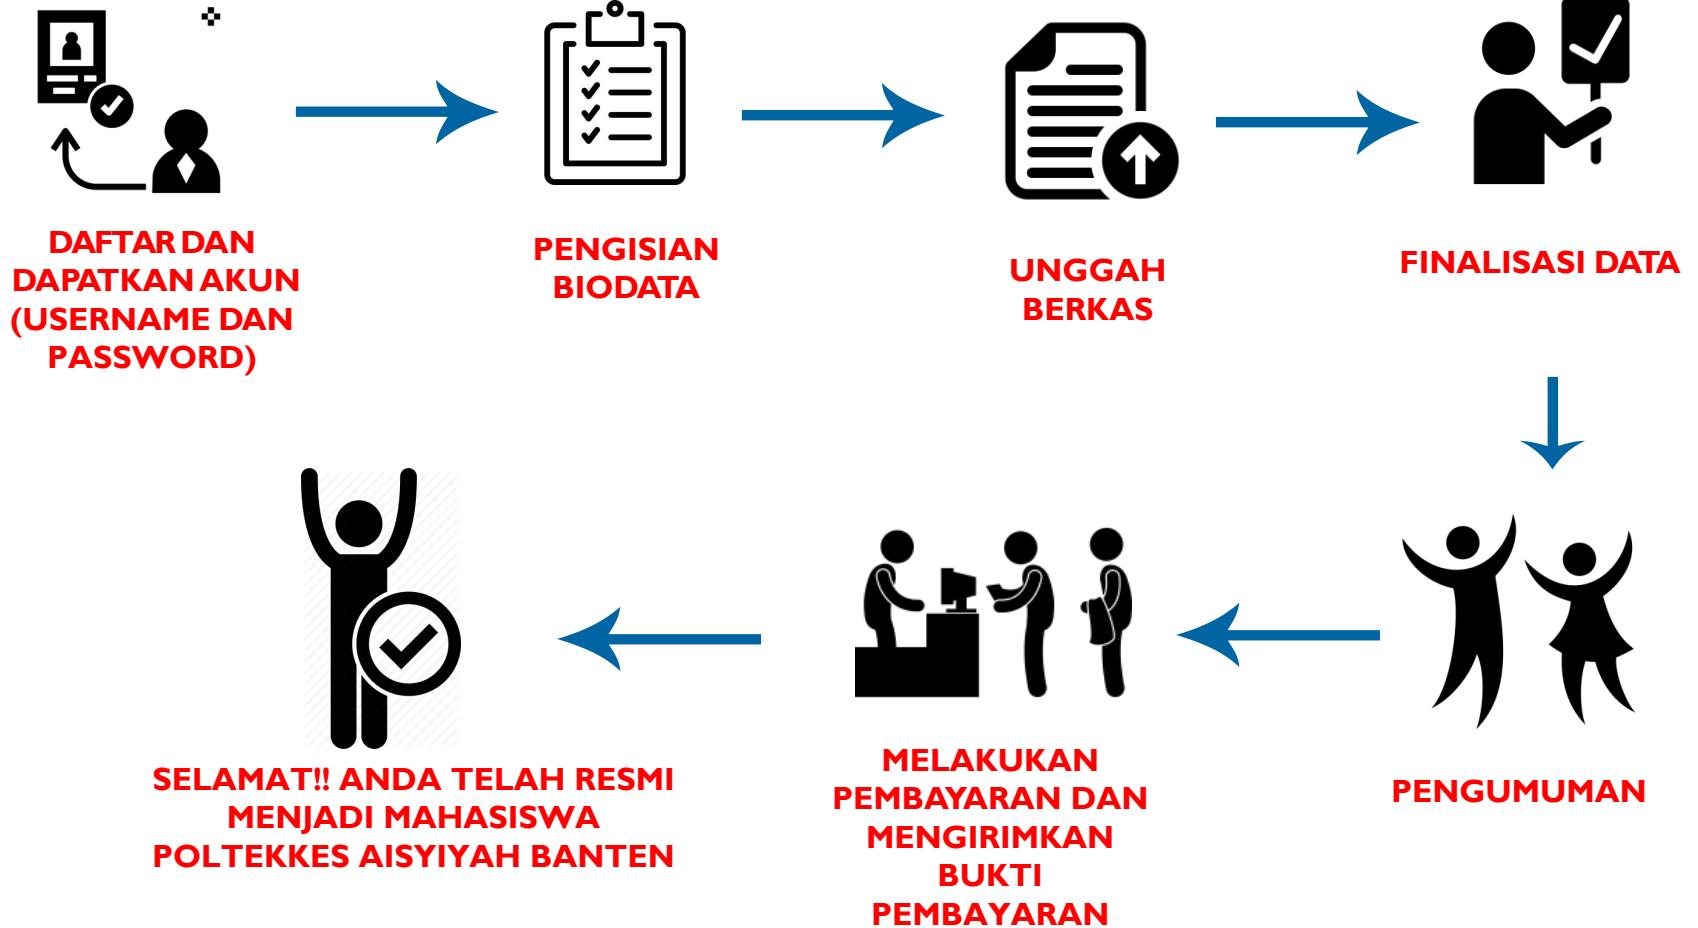 DAFTAR DAN
DAPATKAN AKUN
(USERNAME DAN
PASSWORD)
PENGISIAN
BIODATA
UNGGAH
BERKAS
FINALISASI DATA
PENGUMUMAN
MELAKUKAN
PEMBAYARAN DAN
MENGIRIMKAN
BUKTI
PEMBAYARAN
SELAMAT!! ANDA TELAH RESMI
MENJADI MAHASISWA
POLTEKKES AISYIYAH BANTEN